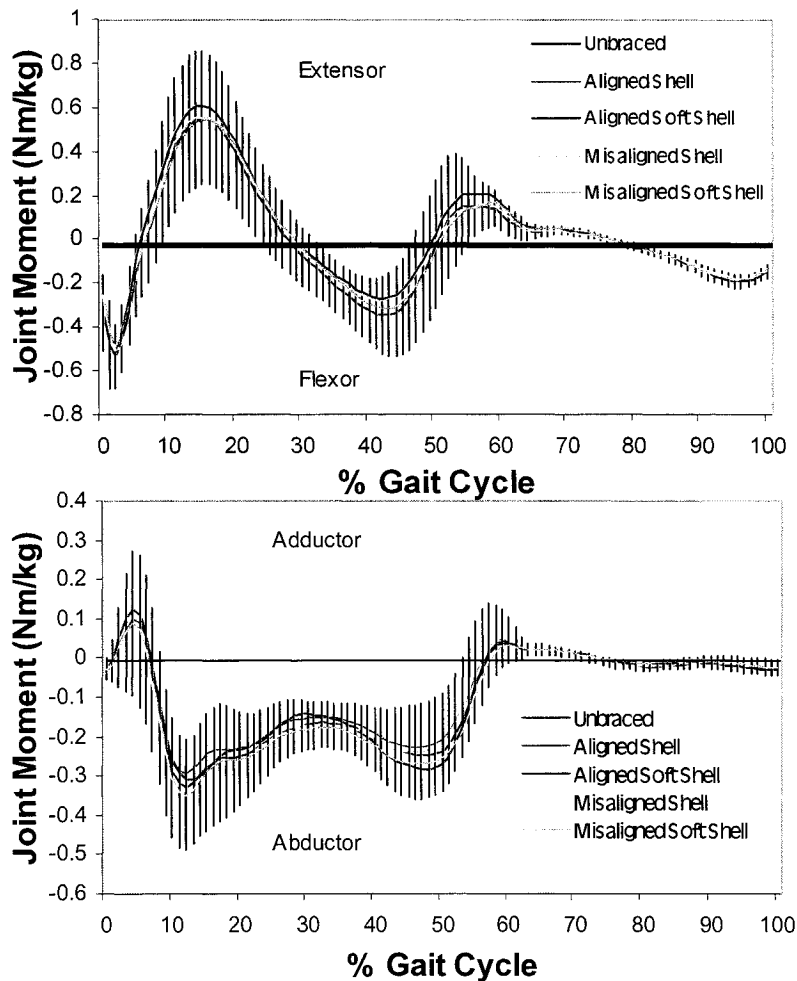 1
0.8
0.6
0.4
0.2
0
-0.2
-0.4
-0.6
-0.8
Joint Moment (Nm/kg)
Extensor
Flexor
Unbraced
Aligned Shell
Aligned Soft Shell
Misaligned Shell
Misaligned Soft Shell
0 10 20 30 40 50 60 70 80 90 100
% Gait Cycle
0.4
0.3
0.2
0.1
0
-0.1
-0.2
-0.3
-0.4
-0.5
-0.6
Joint Moment (Nm/kg)
Adductor
Abductor
Unbraced
Aligned Shell
Aligned Soft Shell
Misaligned Shell
Misaligned Soft Shell
0 10 20 30 40 50 60 70 80 90 100
% Gait Cycle